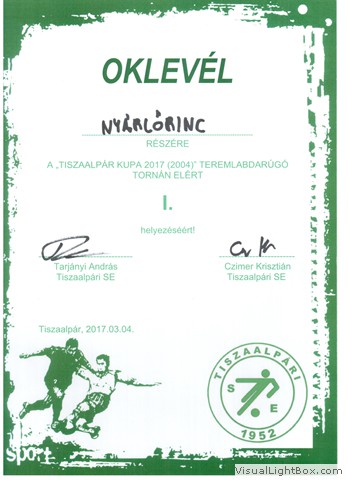 OKLEVÉL
NYÁRLŐRINC
RÉSZÉRE
A „TISZAALPÁR KUPA 2017 (2004)” TEREMLABDARÚGÓ
TORNÁN ELÉRT
I.
helyezéséért!
Tarjányi András
Tiszaalpári SE
Czimer Krisztián
Tiszaalpári SE
Tiszaalpár, 2017.03.04.
TISZAALPÁRI
S E
1952
sport
VisualLightBox.com